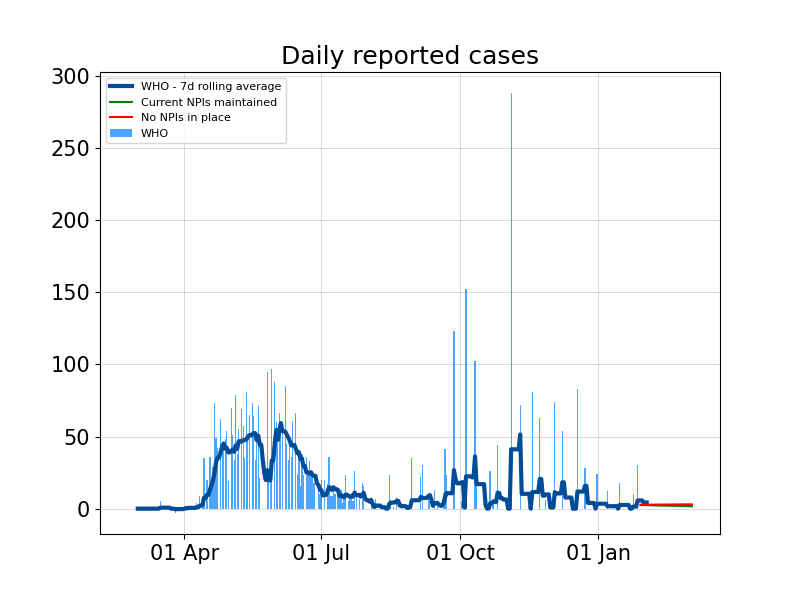 Daily reported cases
300
250
200
150
100
50
0
WHO - 7d rolling average
Current NPIs maintained
No NPIs in place
WHO
01 Apr
01 Jul
01 Oct
01 Jan